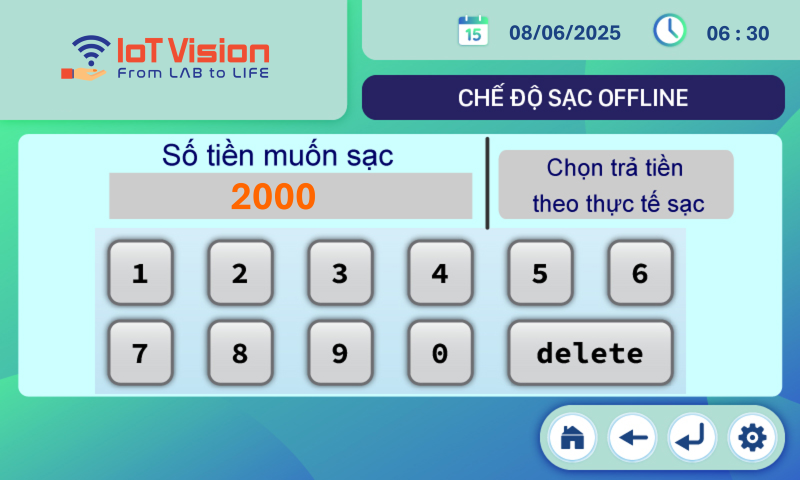 IoT Vision
From LAB to LIFE
15
08/06/2025
06 : 30
CHẾ ĐỘ SẠC OFFLINE
Số tiền muốn sạc
2000
Chọn trả tiền
theo thực tế sạc
1 2 3 4 5 6
7 8 9 0 delete